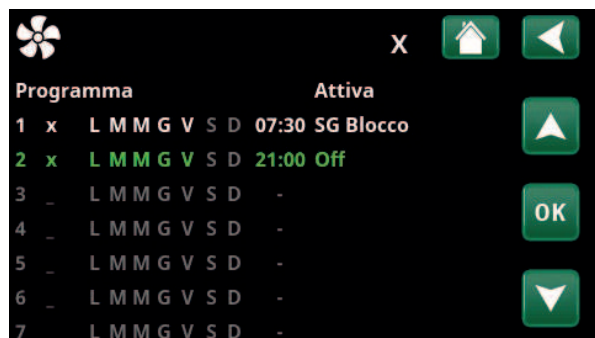 X
Programma Attiva
1 x L M M G V S D 07:30 SG Blocco
2 x L M M G V S D 21:00 Off
3 _ L M M G V S D -
OK
4 _ L M M G V S D -
5 _ L M M G V S D -
6 _ L M M G V S D -
7 L M M G V S D -